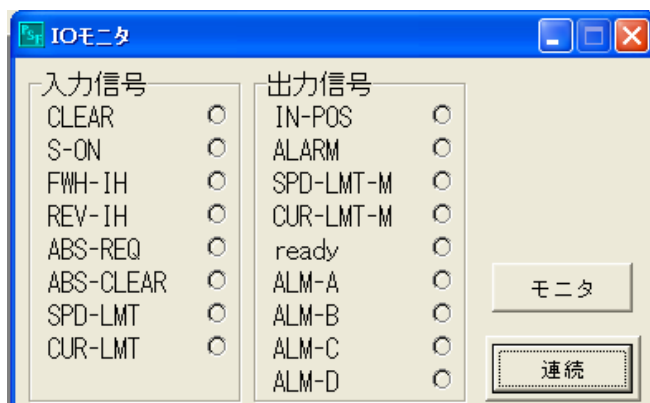 IOモニタ
入力信号
CLEAR
S-ON
FWH-IH
REV-IH
ABS-REQ
ABS-CLEAR
SPD-LMT
CUR-LMT
出力信号
IN-POS
ALARM
SPD-LMT-M
CUR-LMT-M
ready
ALM-A
ALM-B
ALM-C
ALM-D
モニタ
連続